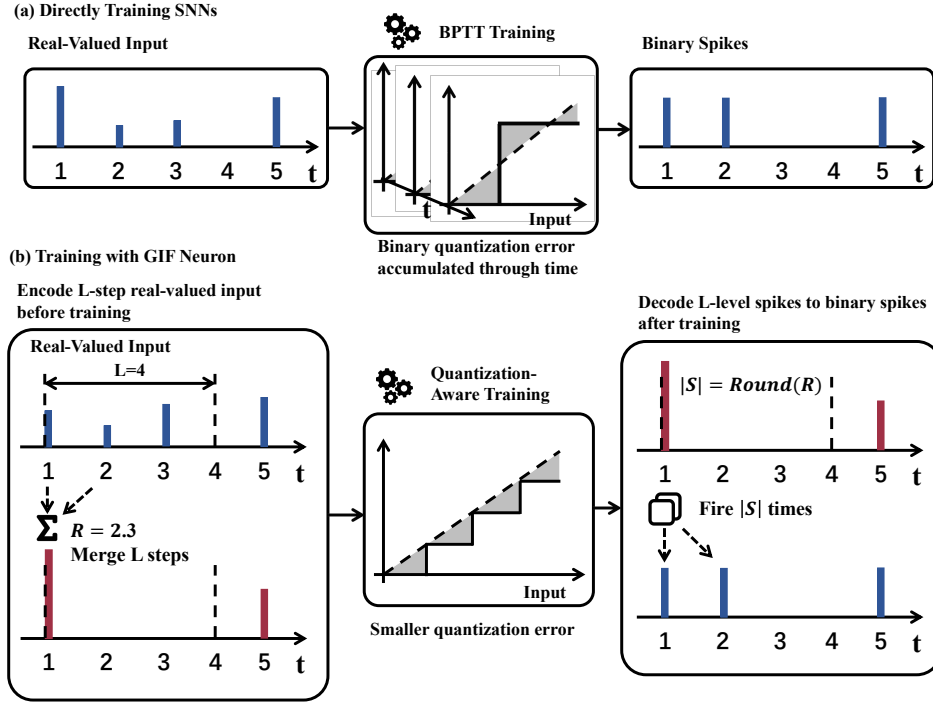 (a) Directly Training SNNs
Real-Valued Input
BPTT Training
Binary Spikes
1 2 3 4 5 t
t
Input
1 2 3 4 5 t
Binary quantization error
accumulated through time
(b) Training with GIF Neuron
Encode L-step real-valued input
before training
Real-Valued Input
L=4
1 2 3 4 5 t
Σ R = 2.3
Merge L steps
1 2 3 4 5 t
Quantization-
Aware Training
Input
Smaller quantization error
Decode L-level spikes to binary spikes
after training
|S| = Round(R)
1 2 3 4 5 t
Fire |S| times
1 2 3 4 5 t